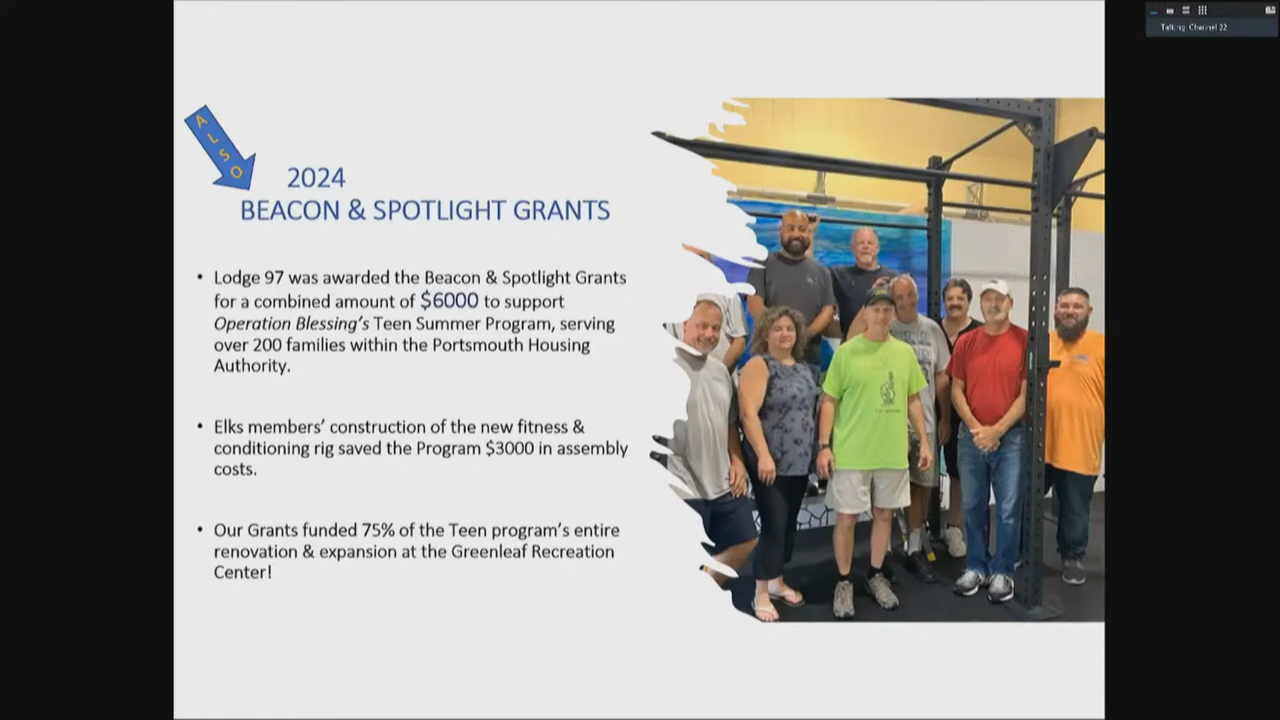 Talking: Channel 22
ALSO
2024
BEACON & SPOTLIGHT GRANTS
• Lodge 97 was awarded the Beacon & Spotlight Grants
for a combined amount of $6000 to support
Operation Blessing’s Teen Summer Program, serving
over 200 families within the Portsmouth Housing
Authority.
• Elks members’ construction of the new fitness &
conditioning rig saved the Program $3000 in assembly
costs.
• Our Grants funded 75% of the Teen program’s entire
renovation & expansion at the Greenleaf Recreation
Center!